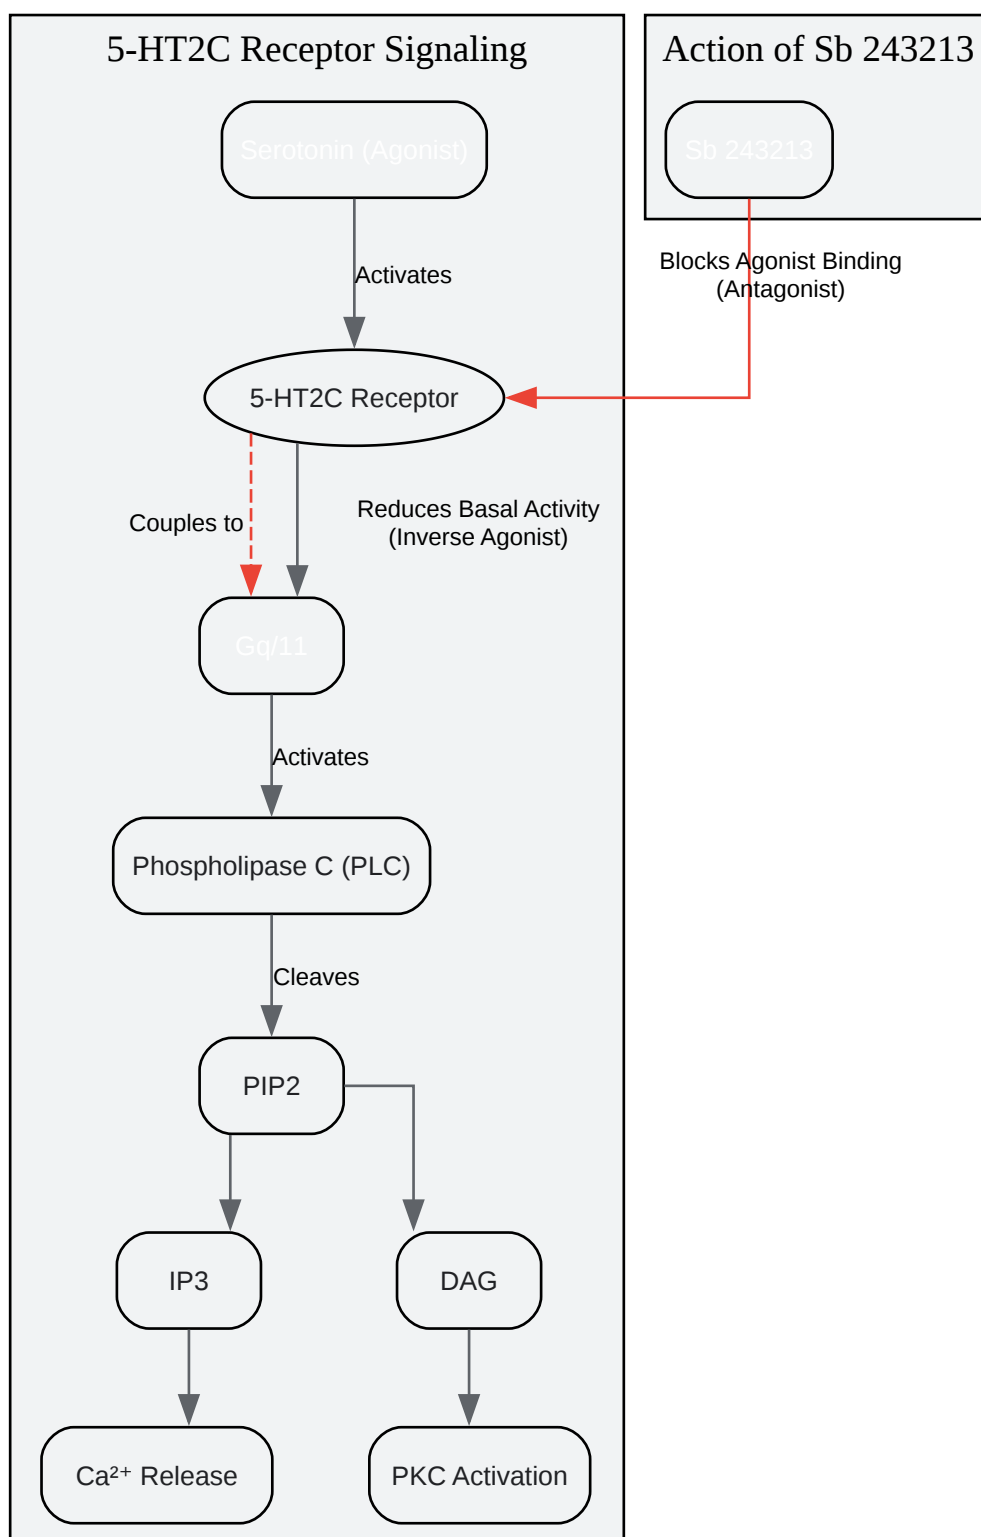 5-HT2C Receptor Signaling
Action of Sb 243213
Serotonin (Agonist)
Sb 243213
Activates
Blocks Agonist Binding
(Antagonist)
5-HT2C Receptor
Couples to
Reduces Basal Activity
(Inverse Agonist)
Gq/11
Activates
Phospholipase C (PLC)
Cleaves
PIP2
IP3
DAG
Ca²⁺ Release
PKC Activation